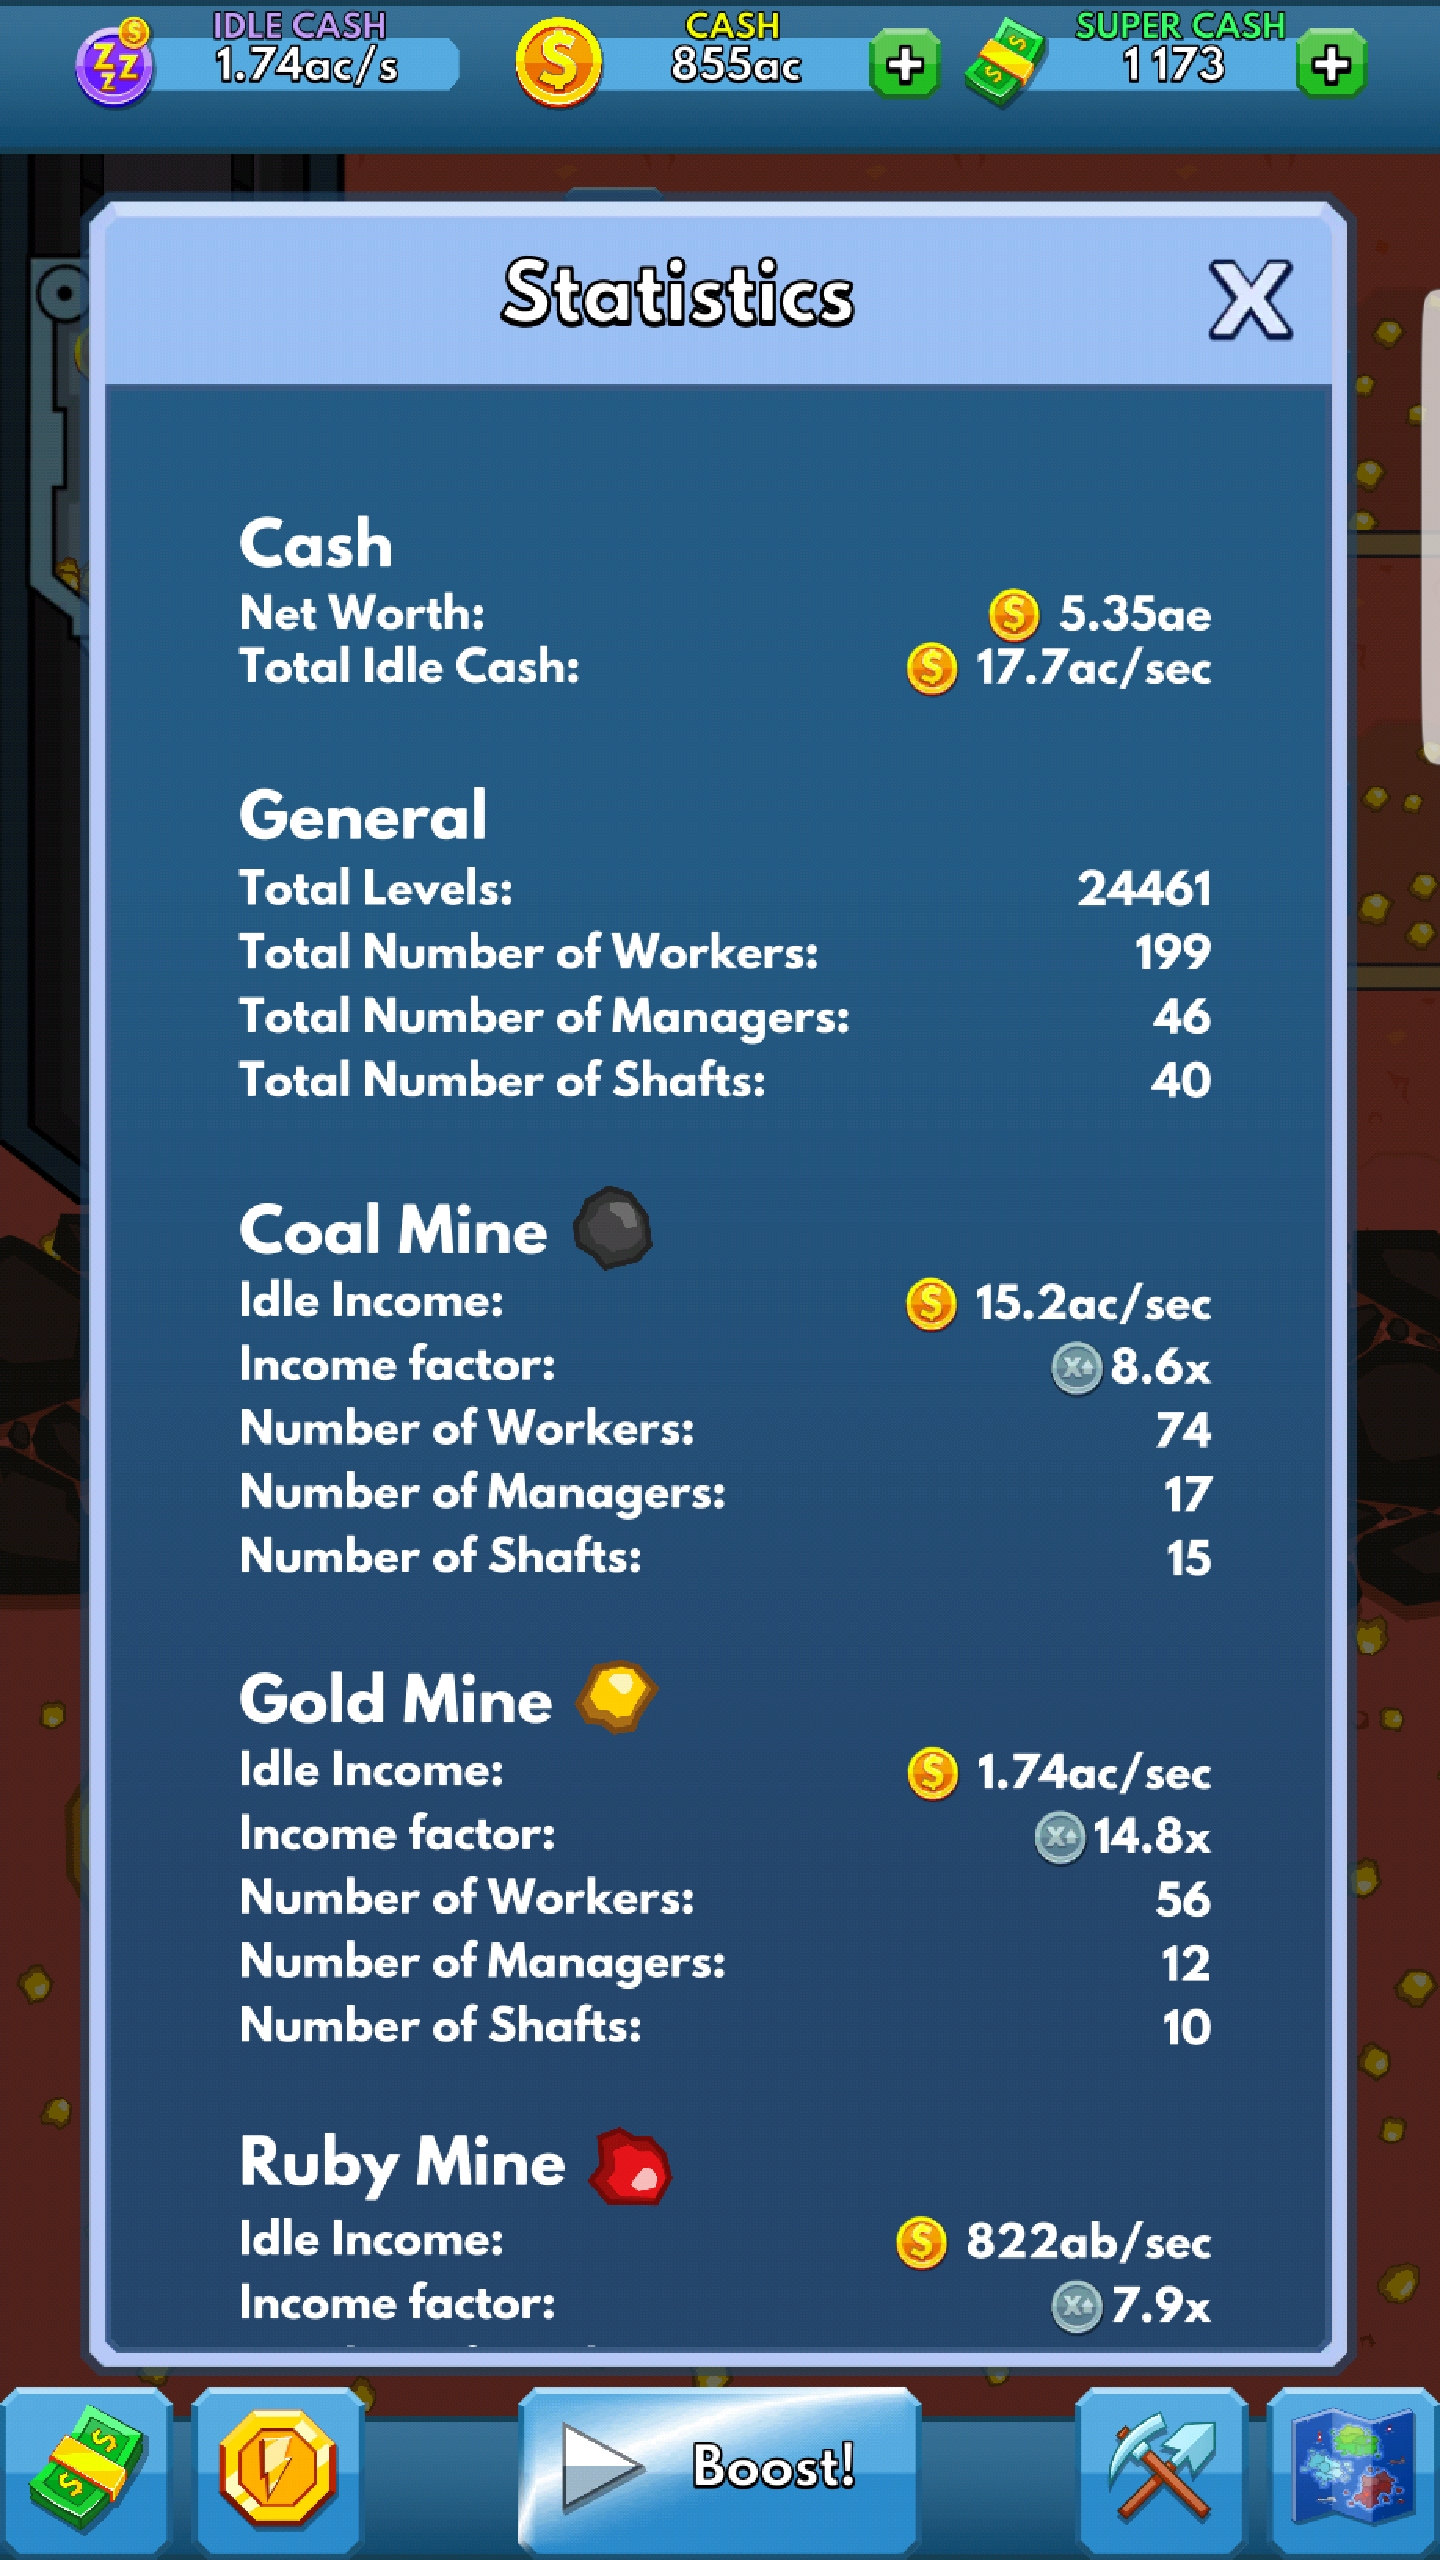 IDLE CASH
1.74ac/s
CASH
855ac
SUPER CASH
1173
Statistics
X
Cash
Net Worth: 5.35ae
Total Idle Cash: 17.7ac/sec
General
Total Levels: 24461
Total Number of Workers: 199
Total Number of Managers: 46
Total Number of Shafts: 40
Coal Mine
Idle Income: 15.2ac/sec
Income factor: 8.6x
Number of Workers: 74
Number of Managers: 17
Number of Shafts: 15
Gold Mine
Idle Income: 1.74ac/sec
Income factor: 14.8x
Number of Workers: 56
Number of Managers: 12
Number of Shafts: 10
Ruby Mine
Idle Income: 822ab/sec
Income factor: 7.9x
Boost!